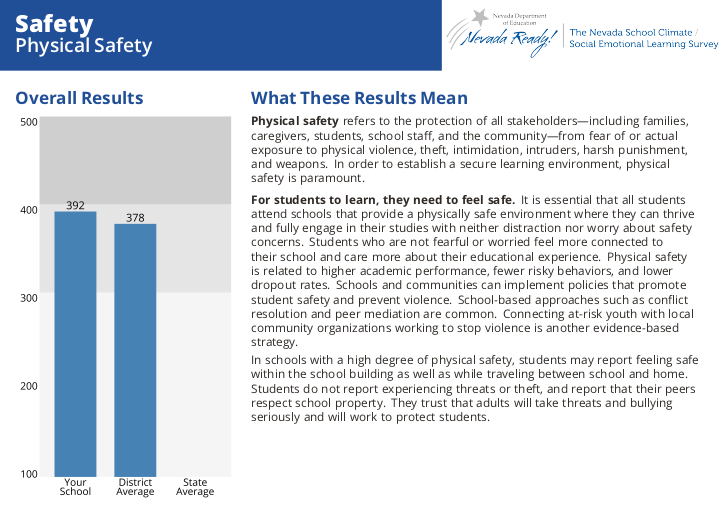 Safety
Physical Safety
Nevada Department
of Education
Nevada Ready!
The Nevada School Climate /
Social Emotional Learning Survey
Overall Results
500
400
300
200
100
392
378
Your
School
District
Average
State
Average
What These Results Mean
Physical safety refers to the protection of all stakeholders—including families,
caregivers, students, school staff, and the community—from fear of or actual
exposure to physical violence, theft, intimidation, intruders, harsh punishment,
and weapons. In order to establish a secure learning environment, physical
safety is paramount.
For students to learn, they need to feel safe. It is essential that all students
attend schools that provide a physically safe environment where they can thrive
and fully engage in their studies with neither distraction nor worry about safety
concerns. Students who are not fearful or worried feel more connected to
their school and care more about their educational experience. Physical safety
is related to higher academic performance, fewer risky behaviors, and lower
dropout rates. Schools and communities can implement policies that promote
student safety and prevent violence. School-based approaches such as conflict
resolution and peer mediation are common. Connecting at-risk youth with local
community organizations working to stop violence is another evidence-based
strategy.
In schools with a high degree of physical safety, students may report feeling safe
within the school building as well as while traveling between school and home.
Students do not report experiencing threats or theft, and report that their peers
respect school property. They trust that adults will take threats and bullying
seriously and will work to protect students.